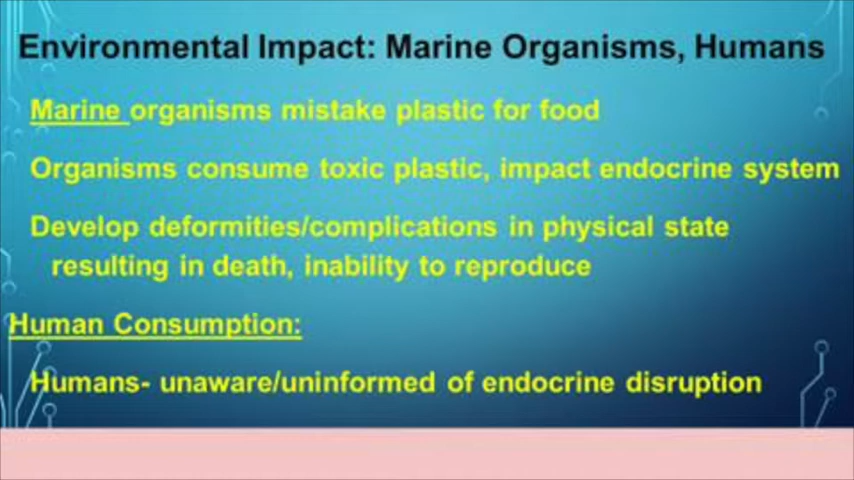 Environmental Impact: Marine Organisms, Humans
Marine organisms mistake plastic for food
Organisms consume toxic plastic, impact endocrine system
Develop deformities/complications in physical state
resulting in death, inability to reproduce
Human Consumption:
Humans- unaware/uninformed of endocrine disruption